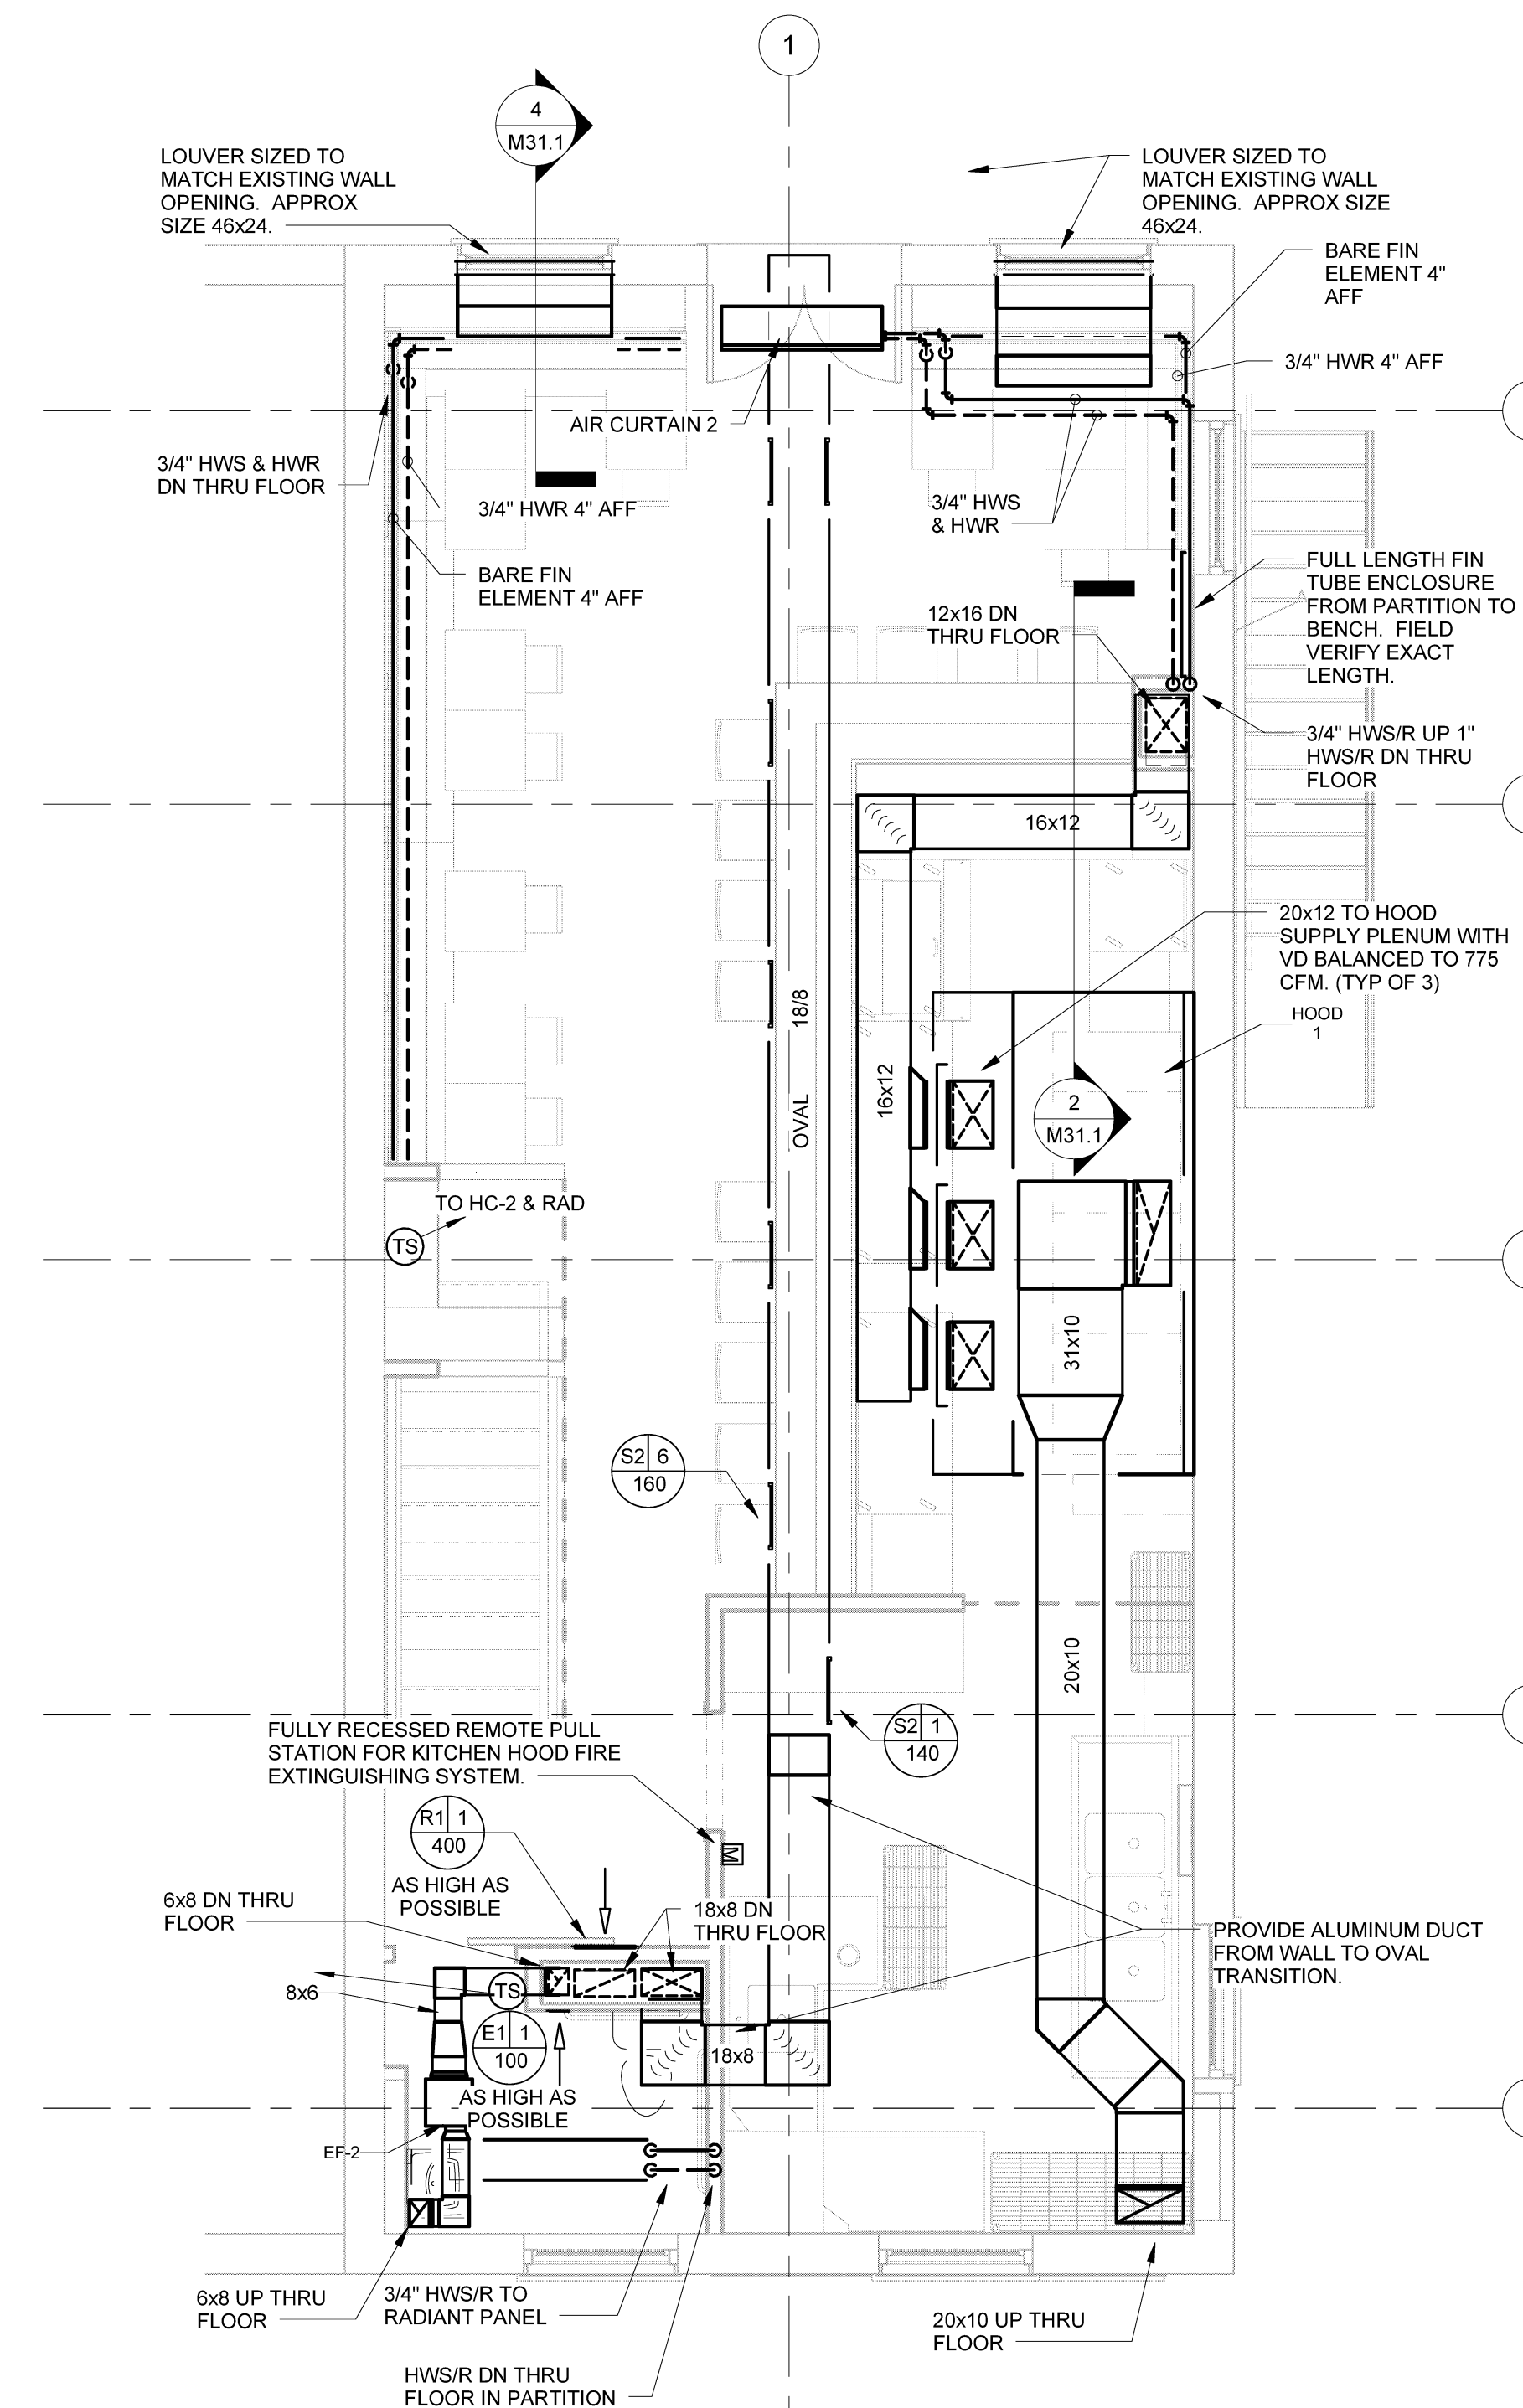 1
4
M31.1
LOUVER SIZED TO
MATCH EXISTING WALL
OPENING. APPROX
SIZE 46x24.
LOUVER SIZED TO
MATCH EXISTING WALL
OPENING. APPROX SIZE
46x24.
BARE FIN
ELEMENT 4"
AFF
3/4" HWR 4" AFF
AIR CURTAIN 2
3/4" HWS & HWR
DN THRU FLOOR
3/4" HWR 4" AFF
3/4" HWS
& HWR
BARE FIN
ELEMENT 4" AFF
FULL LENGTH FIN
TUBE ENCLOSURE
FROM PARTITION TO
BENCH. FIELD
VERIFY EXACT
LENGTH.
12x16 DN
THRU FLOOR
3/4" HWS/R UP 1"
HWS/R DN THRU
FLOOR
16x12
20x12 TO HOOD
SUPPLY PLENUM WITH
VD BALANCED TO 775
CFM. (TYP OF 3)
HOOD
1
18/8
OVAL
16x12
2
M31.1
TO HC-2 & RAD
TS
31x10
S2 6
160
20x10
S2 1
140
FULLY RECESSED REMOTE PULL
STATION FOR KITCHEN HOOD FIRE
EXTINGUISHING SYSTEM.
M
R1 1
400
AS HIGH AS
POSSIBLE
6x8 DN THRU
FLOOR
18x8 DN
THRU FLOOR
PROVIDE ALUMINUM DUCT
FROM WALL TO OVAL
TRANSITION.
8x6
TS
E1 1
100
18x8
AS HIGH AS
POSSIBLE
EF-2
6x8 UP THRU
FLOOR
3/4" HWS/R TO
RADIANT PANEL
20x10 UP THRU
FLOOR
HWS/R DN THRU
FLOOR IN PARTITION